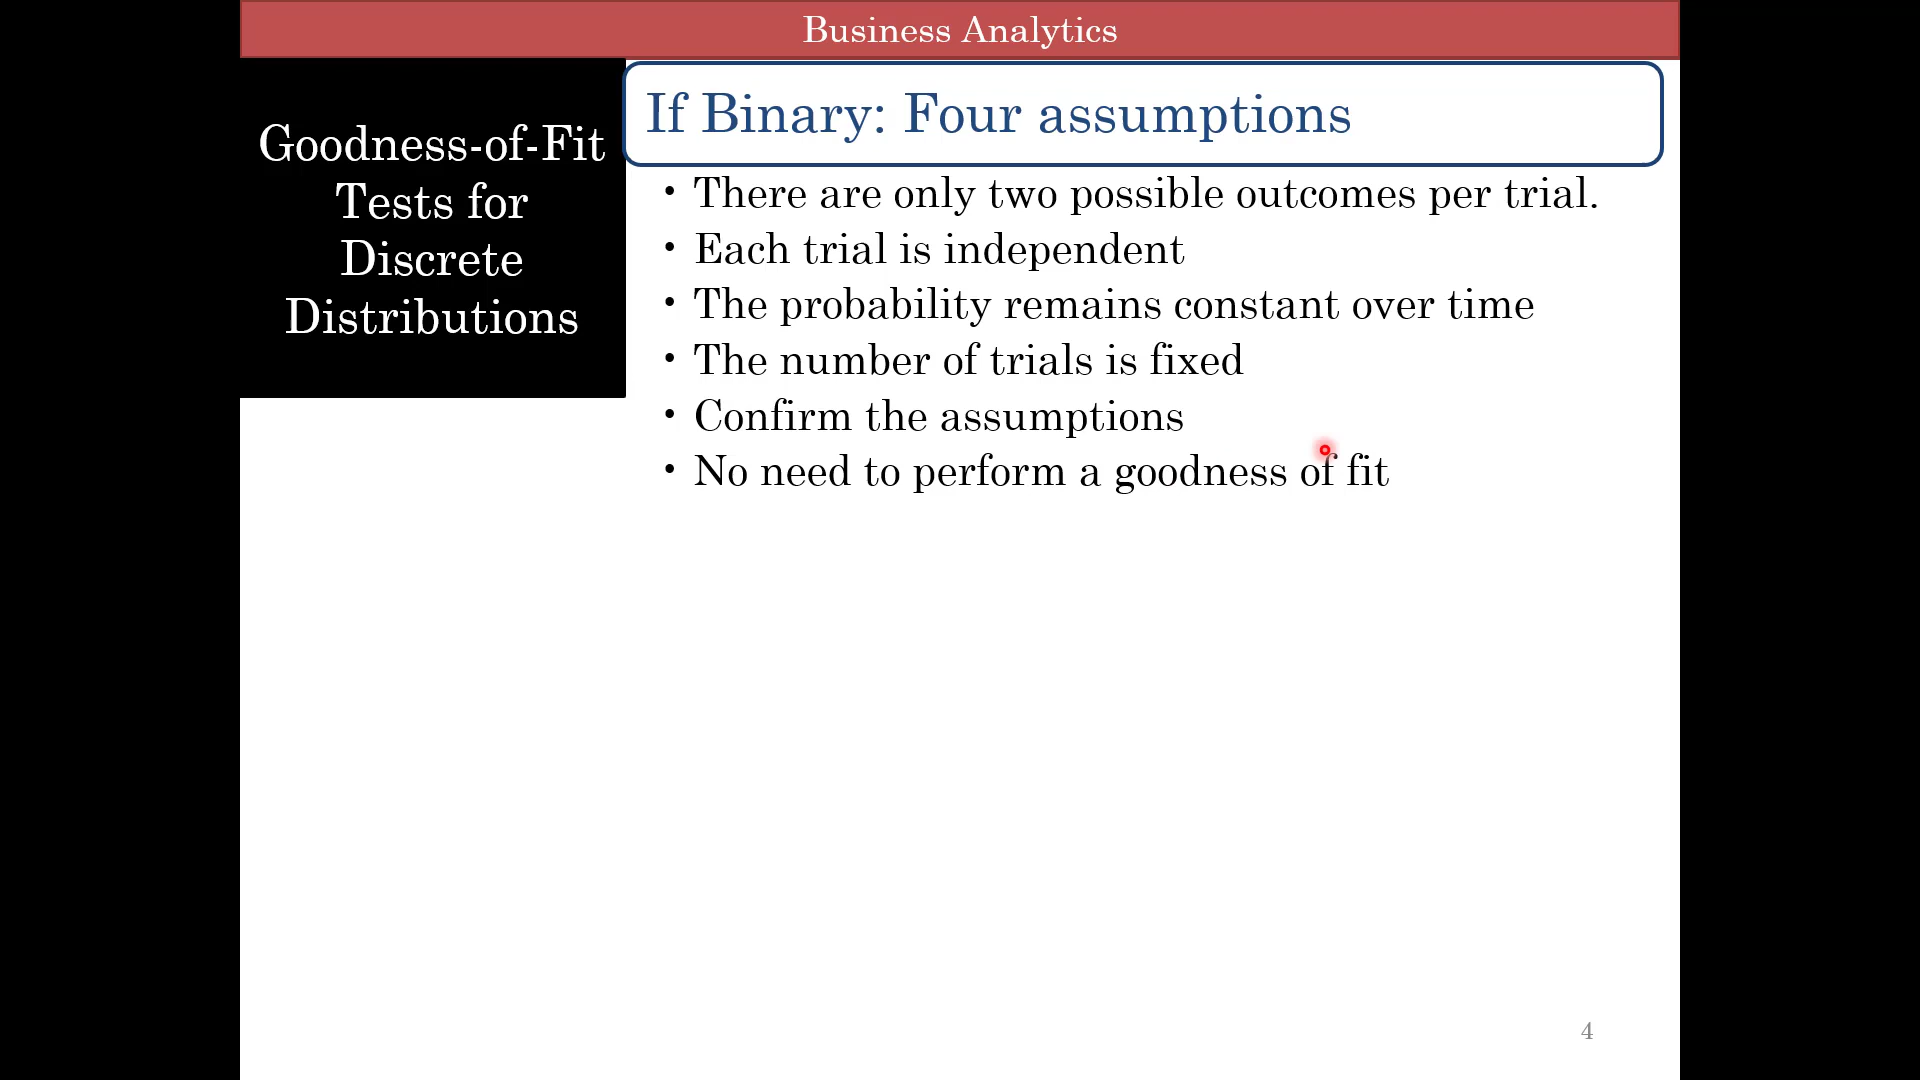 Business Analytics
Goodness-of-Fit
Tests for
Discrete
Distributions
If Binary: Four assumptions
• There are only two possible outcomes per trial.
• Each trial is independent
• The probability remains constant over time
• The number of trials is fixed
• Confirm the assumptions
• No need to perform a goodness of fit
4